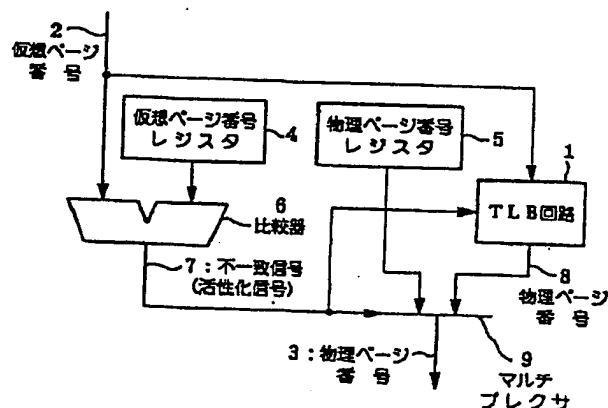 2
仮想ページ
番 号
仮想ページ番号
レジスタ
4
物理ページ番号
レジスタ
5
1
TLB回路
6
比較器
7:不一致信号
(活性化信号)
8
物理ページ
番 号
3:物理ページ
番 号
9
マルチ
プレクサ